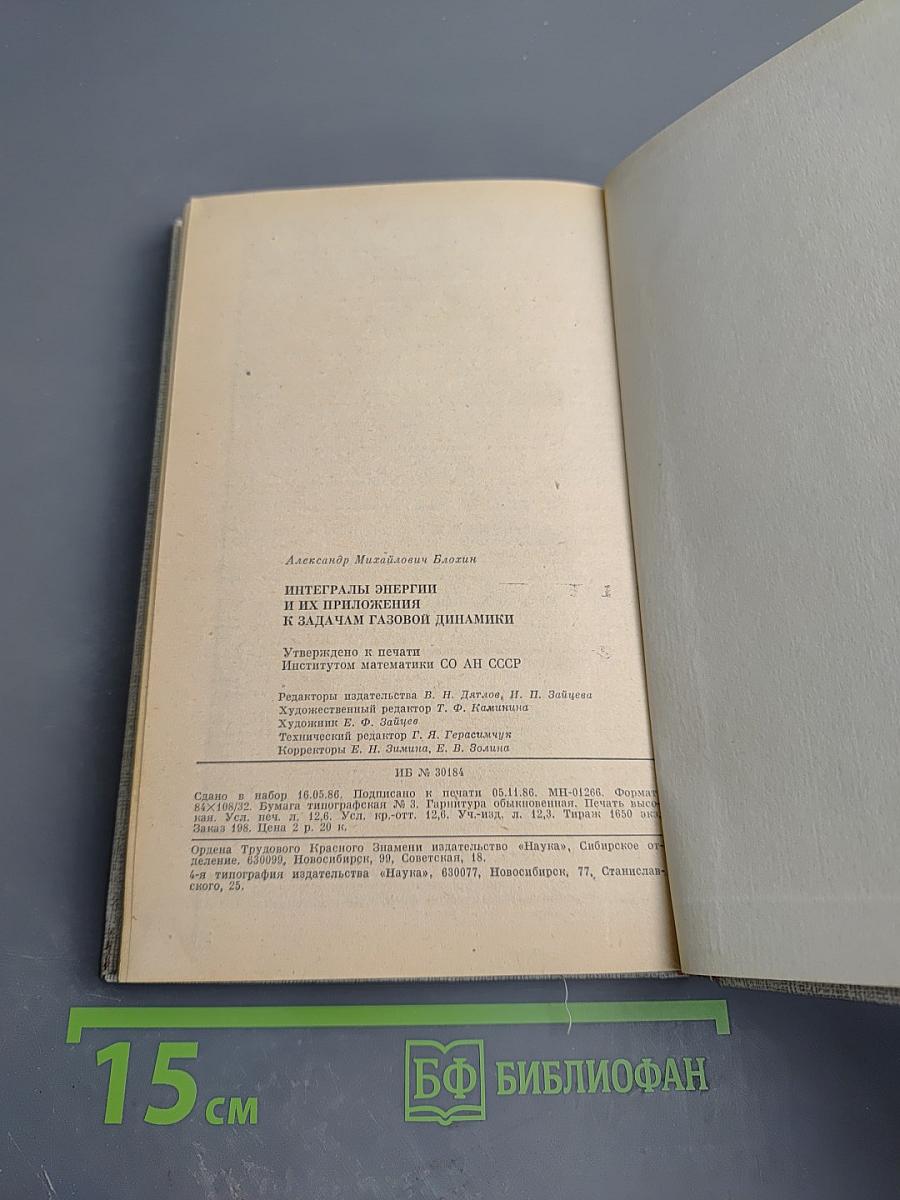 Александр Михайлович Блохин
ИНТЕГРАЛЫ ЭНЕРГИИ
И ИХ ПРИЛОЖЕНИЯ
К ЗАДАЧАМ ГАЗОВОЙ ДИНАМИКИ
Утверждено к печати
Институтом математики СО АН СССР
Редакторы издательства В. Н. Дятлов, И. П. Зайцева
Художественный редактор Т. Ф. Каминина
Художник Е. Ф. Зайцев
Технический редактор Г. Я. Герасимчук
Корректоры Е. Н. Зимина, Е. В. Золина
ИБ № 30184
Сдано в набор 16.05.86. Подписано к печати 05.11.86. МН-01266. Формат
84×108/32. Бумага типографская № 3. Гарнитура обыкновенная. Печать высо-
кая. Усл. печ. л. 12,6. Усл. кр.-отт. 12,6. Уч.-изд. л. 12,3. Тираж 1650 экз.
Заказ 198. Цена 2 р. 20 к.
Ордена Трудового Красного Знамени издательство «Наука», Сибирское от-
деление. 630099, Новосибирск, 99, Советская, 18.
4-я типография издательства «Наука», 630077, Новосибирск, 77, Станислав-
ского, 25.
15 см
БФ БИБЛИОФАН